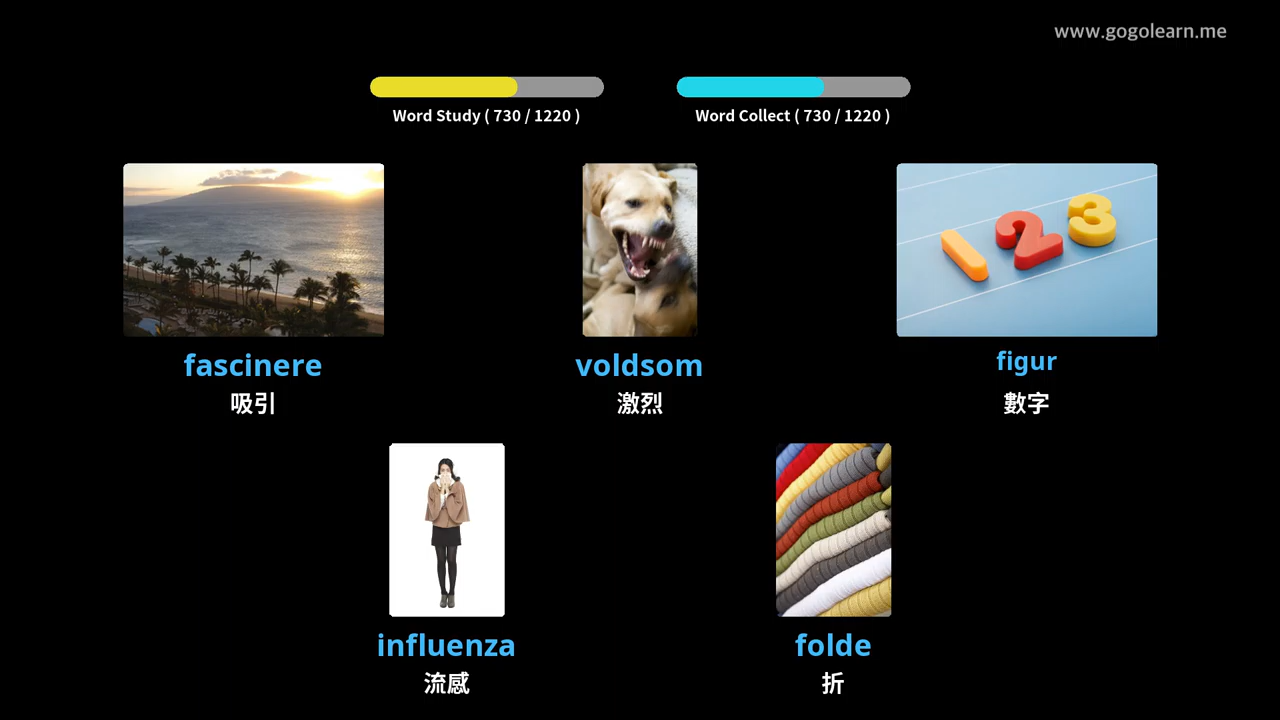 www.gogolearn.me
Word Study ( 730 / 1220 )
Word Collect ( 730 / 1220 )
fascinere
吸引
voldsom
激烈
figur
數字
influenza
流感
folde
折